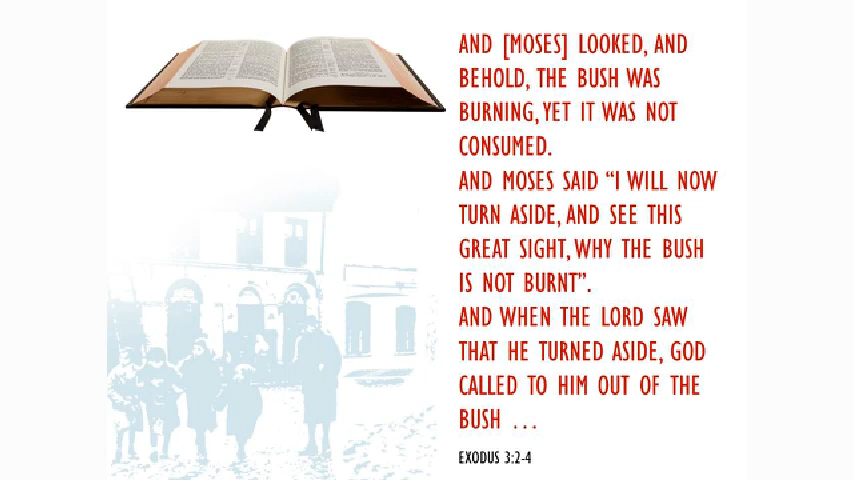 AND [MOSES] LOOKED, AND
BEHOLD, THE BUSH WAS
BURNING, YET IT WAS NOT
CONSUMED.
AND MOSES SAID “I WILL NOW
TURN ASIDE, AND SEE THIS
GREAT SIGHT, WHY THE BUSH
IS NOT BURNT”.
AND WHEN THE LORD SAW
THAT HE TURNED ASIDE, GOD
CALLED TO HIM OUT OF THE
BUSH ...
EXODUS 3:2-4